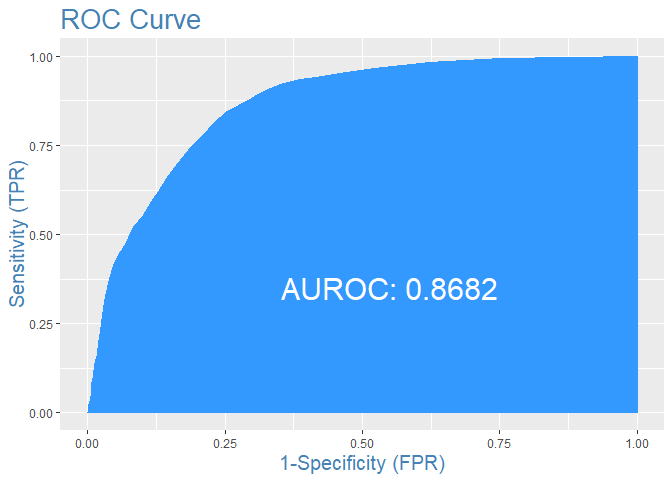 ROC Curve
1.00
0.75
0.50
0.25
0.00
Sensitivity (TPR)
AUROC: 0.8682
0.00 0.25 0.50 0.75 1.00
1-Specificity (FPR)